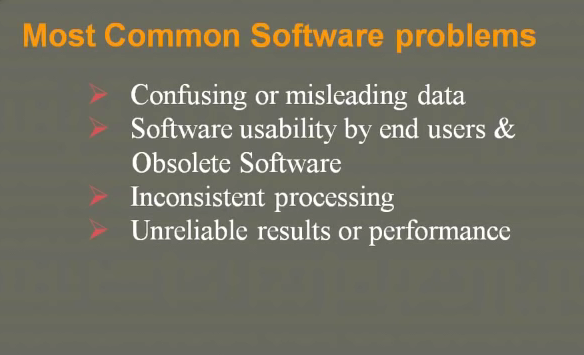 Most Common Software problems
Confusing or misleading data
Software usability by end users &
Obsolete Software
Inconsistent processing
Unreliable results or performance